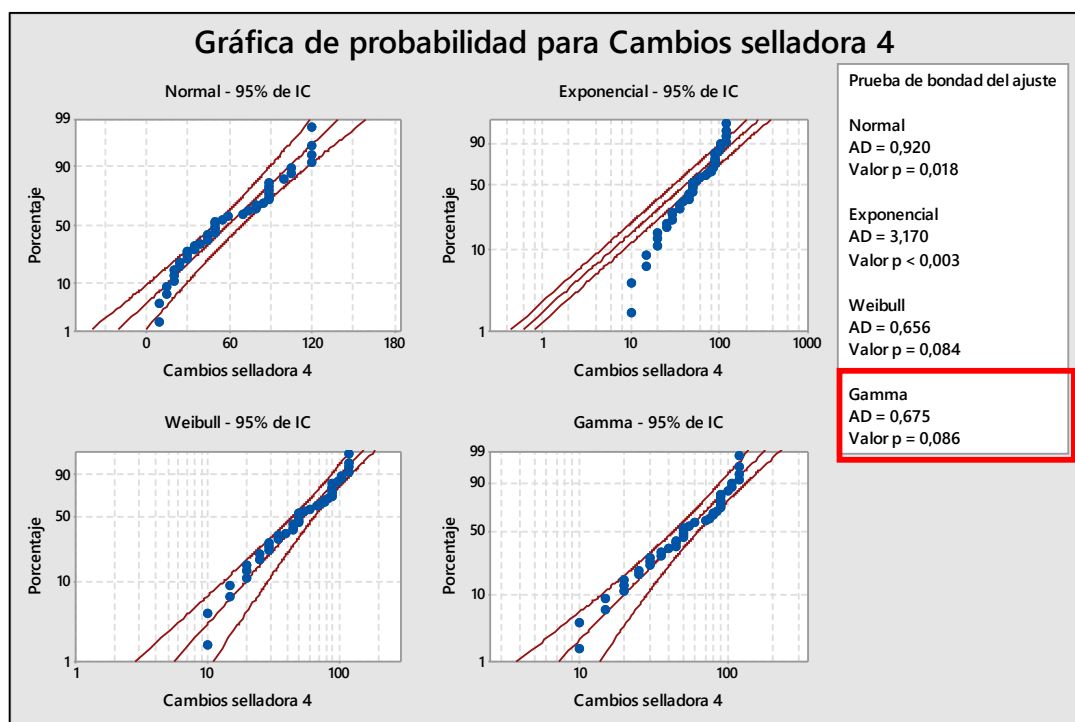 Gráfica de probabilidad para Cambios selladora 4
Normal - 95% de IC
Porcentaje
99
90
50
10
1
0
60
120
180
Cambios selladora 4
Exponencial - 95% de IC
Porcentaje
90
50
10
1
1
10
100
1000
Cambios selladora 4
Weibull - 95% de IC
Porcentaje
90
50
10
1
1
10
100
Cambios selladora 4
Gamma - 95% de IC
Porcentaje
99
90
50
10
1
10
100
Cambios selladora 4
Prueba de bondad del ajuste
Normal
AD = 0,920
Valor p = 0,018
Exponencial
AD = 3,170
Valor p < 0,003
Weibull
AD = 0,656
Valor p = 0,084
Gamma
AD = 0,675
Valor p = 0,086